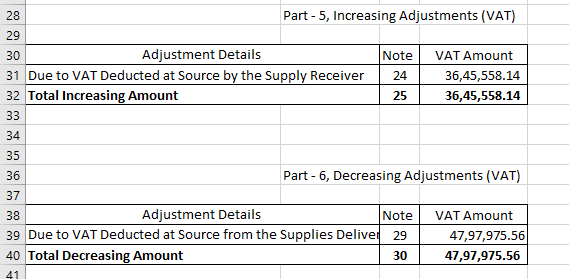 28 Part - 5, Increasing Adjustments (VAT)
29
30 Adjustment Details Note VAT Amount
31 Due to VAT Deducted at Source by the Supply Receiver 24 36,45,558.14
32 Total Increasing Amount 25 36,45,558.14
33
34
35
36 Part - 6, Decreasing Adjustments (VAT)
37
38 Adjustment Details Note VAT Amount
39 Due to VAT Deducted at Source from the Supplies Deliver 29 47,97,975.56
40 Total Decreasing Amount 30 47,97,975.56
41